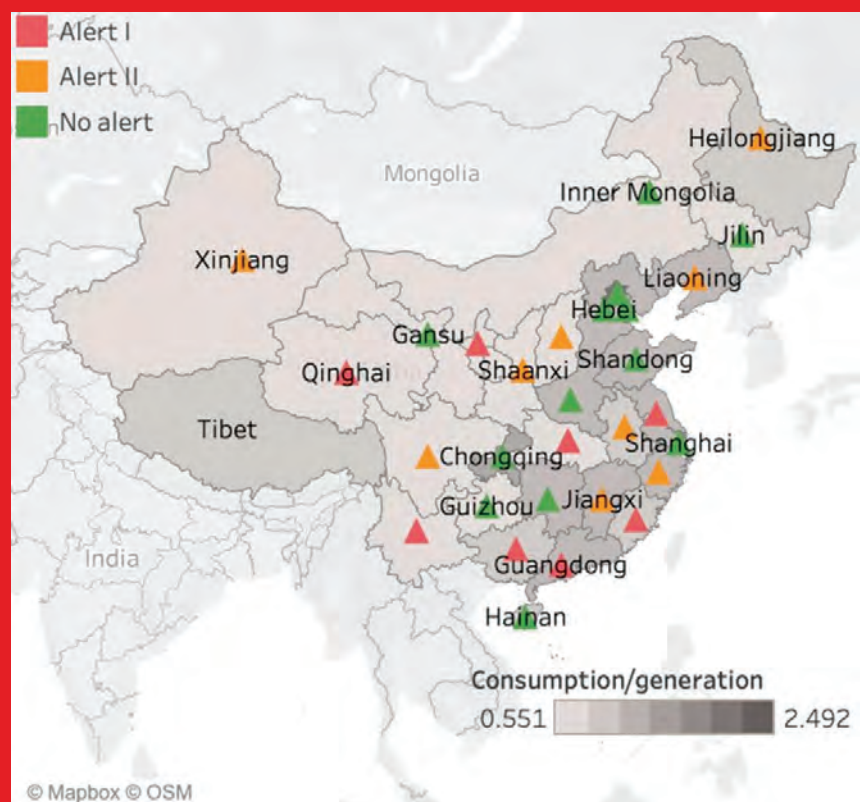 Alert I
Alert II
No alert
Heilongjiang
Mongolia
Inner Mongolia
Jilin
Xinjiang
Liaoning
Hebei
Gansu
Shandong
Qinghai
Shaanxi
Tibet
Chongqing
Shanghai
Guizhou
Jiangxi
India
Guangdong
Hainan
Consumption/generation
0.551 2.492
© Mapbox © OSM